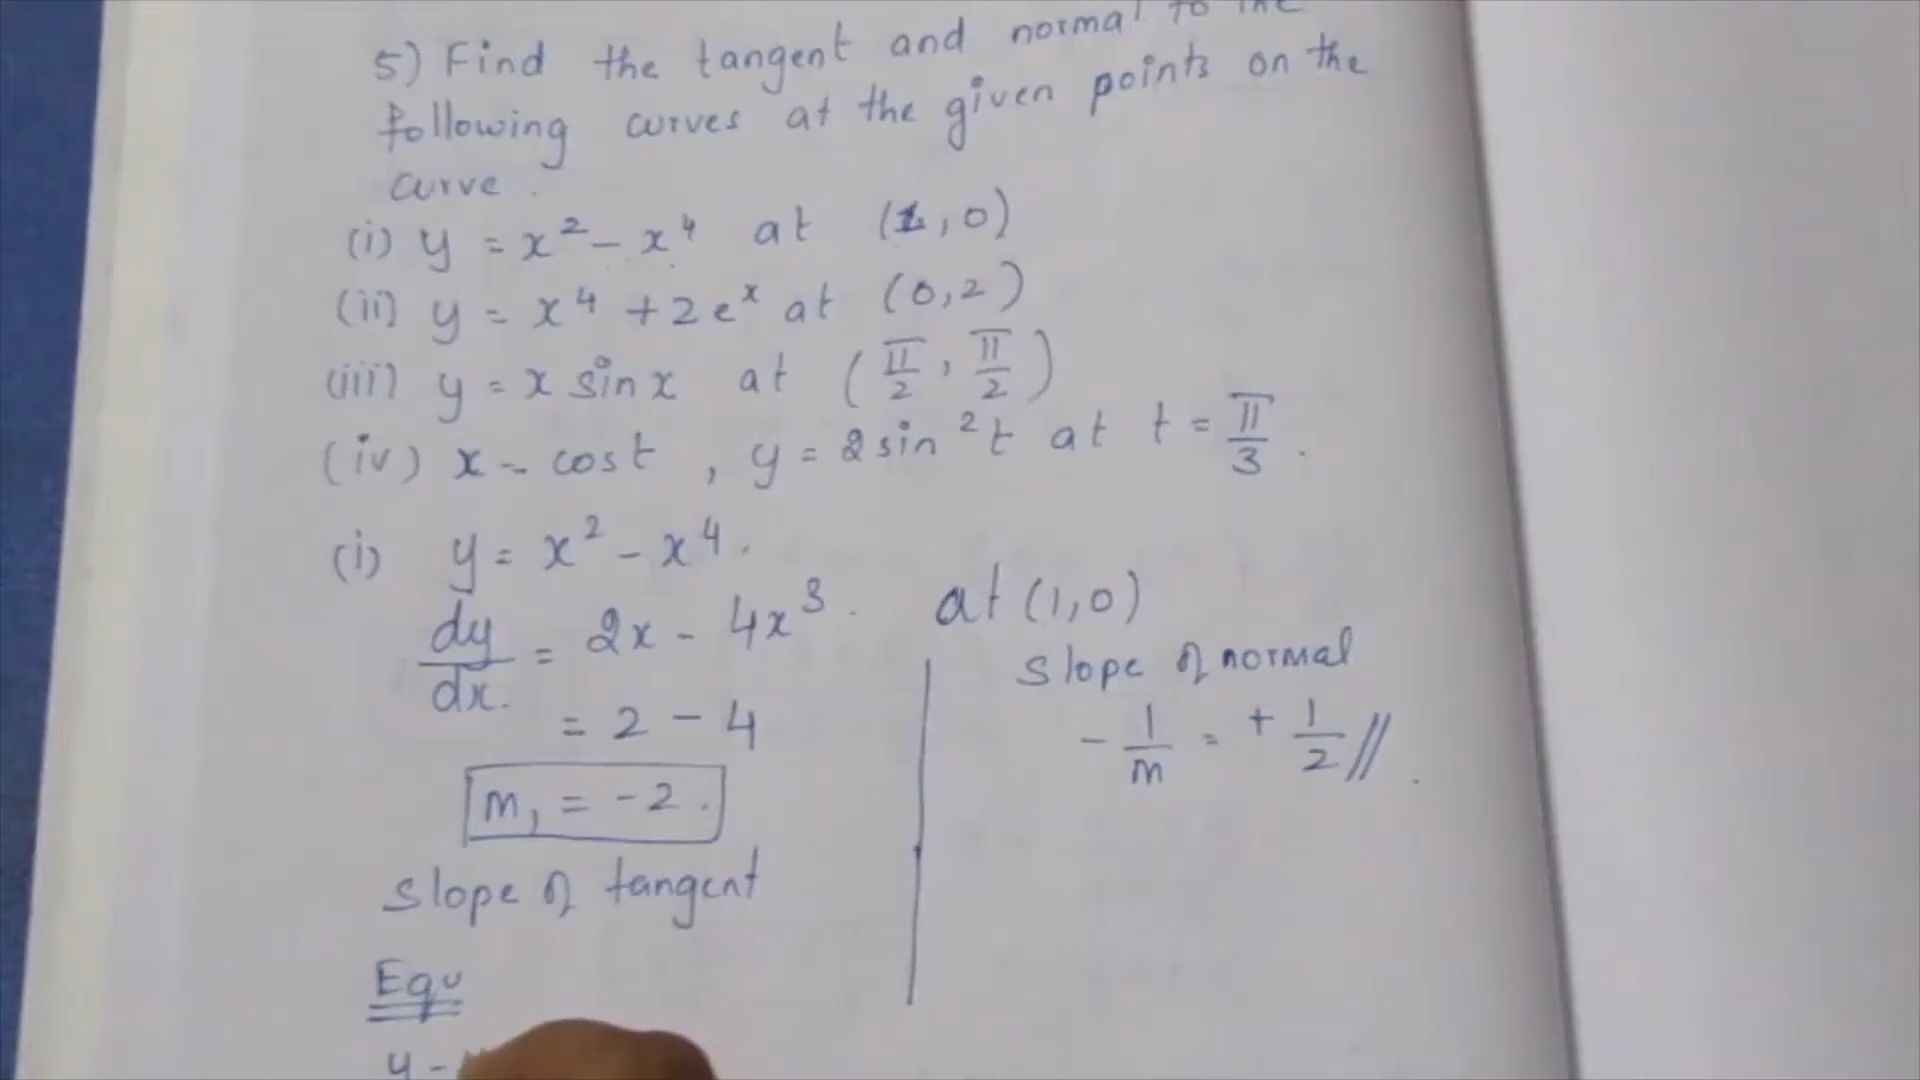 5) Find the tangent and normal to the
following curves at the given points on the
curve.
(i) y = x² - x⁴ at (1, 0)
(ii) y = x⁴ + 2eˣ at (0, 2)
(iii) y = x sin x at (π/2, π/2)
(iv) x = cost, y = 2 sin²t at t = π/3.
(i) y = x² - x⁴.
dy/dx = 2x - 4x³. at (1,0)
= 2 - 4
m₁ = -2.
slope of tangent
Slope of normal
- 1/m = + 1/2 //
Equ
y -